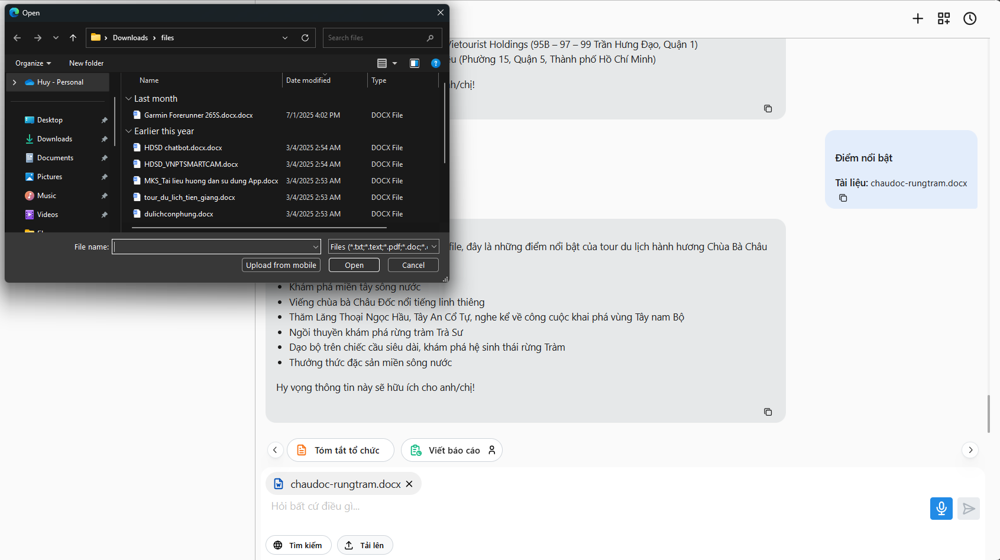 Open
Downloads
files
Search files
Organize
New folder
Huy - Personal
Desktop
Downloads
Documents
Pictures
Music
Videos
Name
Date modified
Type
Last month
Garmin Forerunner 265S.docx.docx 7/1/2025 4:02 PM DOCX File
Earlier this year
HDSD chatbot.docx.docx 3/4/2025 2:54 AM DOCX File
HDSD_VNPTSMARTCAM.docx 3/4/2025 2:54 AM DOCX File
MKS_Tai lieu huong dan su dung App.docx 3/4/2025 2:53 AM DOCX File
tour_du_lich_tien_giang.docx 3/4/2025 2:53 AM DOCX File
dulichconphung.docx 3/4/2025 2:53 AM DOCX File
File name:
Files (*.txt;*.text;*.pdf;*.doc;*.
Upload from mobile
Open
Cancel
Vietourist Holdings (95B – 97 – 99 Trần Hưng Đạo, Quận 1)
(Phường 15, Quận 5, Thành phố Hồ Chí Minh)
anh/chị!
Điểm nổi bật
Tài liệu: chaudoc-rungtram.docx
file, đây là những điểm nổi bật của tour du lịch hành hương Chùa Bà Châu
Khám phá miền tây sông nước
Viếng chùa bà Châu Đốc nổi tiếng linh thiêng
Thăm Lăng Thoại Ngọc Hầu, Tây An Cổ Tự, nghe kể về công cuộc khai phá vùng Tây nam Bộ
Ngồi thuyền khám phá rừng tràm Trà Sư
Dạo bộ trên chiếc cầu siêu dài, khám phá hệ sinh thái rừng Tràm
Thưởng thức đặc sản miền sông nước
Hy vọng thông tin này sẽ hữu ích cho anh/chị!
Tóm tắt tổ chức
Viết báo cáo
chaudoc-rungtram.docx
Hỏi bất cứ điều gì...
Tìm kiếm
Tải lên